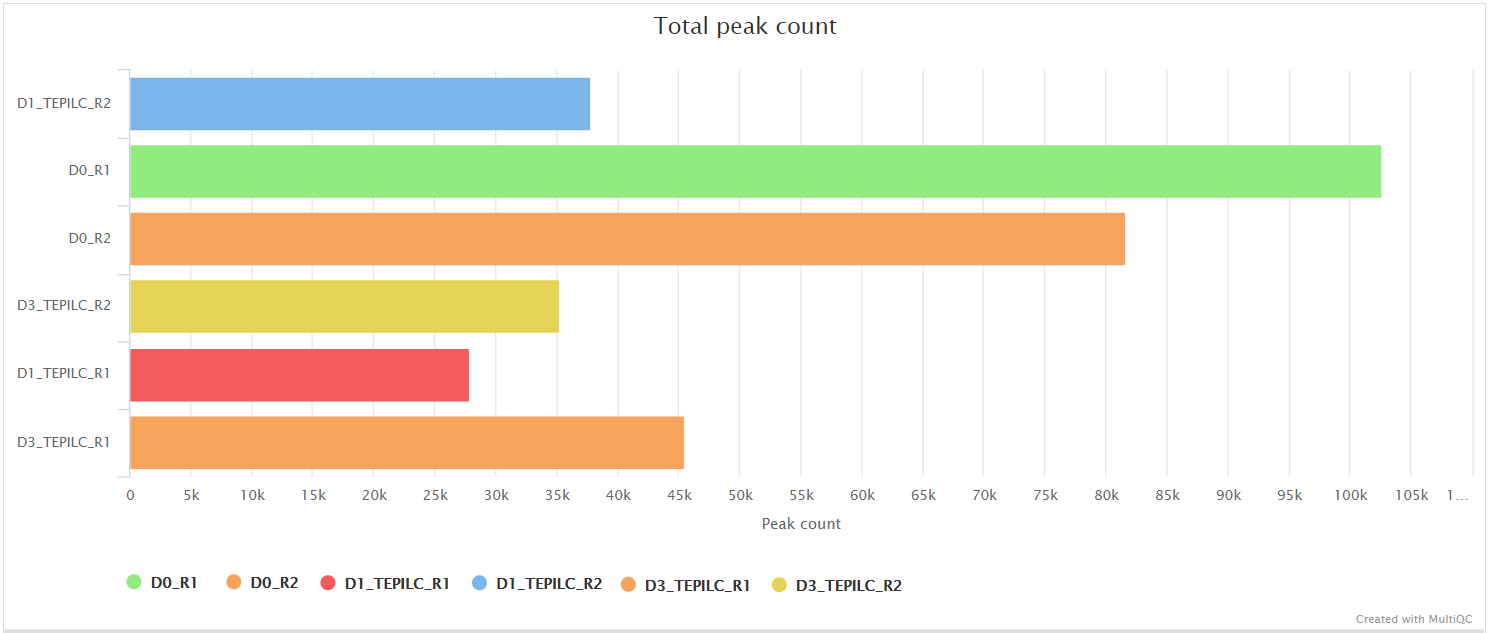 Total peak count
D1_TEPILC_R2
D0_R1
D0_R2
D3_TEPILC_R2
D1_TEPILC_R1
D3_TEPILC_R1
0 5k 10k 15k 20k 25k 30k 35k 40k 45k 50k 55k 60k 65k 70k 75k 80k 85k 90k 95k 100k 105k 1...
Peak count
D0_R1 D0_R2 D1_TEPILC_R1 D1_TEPILC_R2 D3_TEPILC_R1 D3_TEPILC_R2
Created with MultiQC